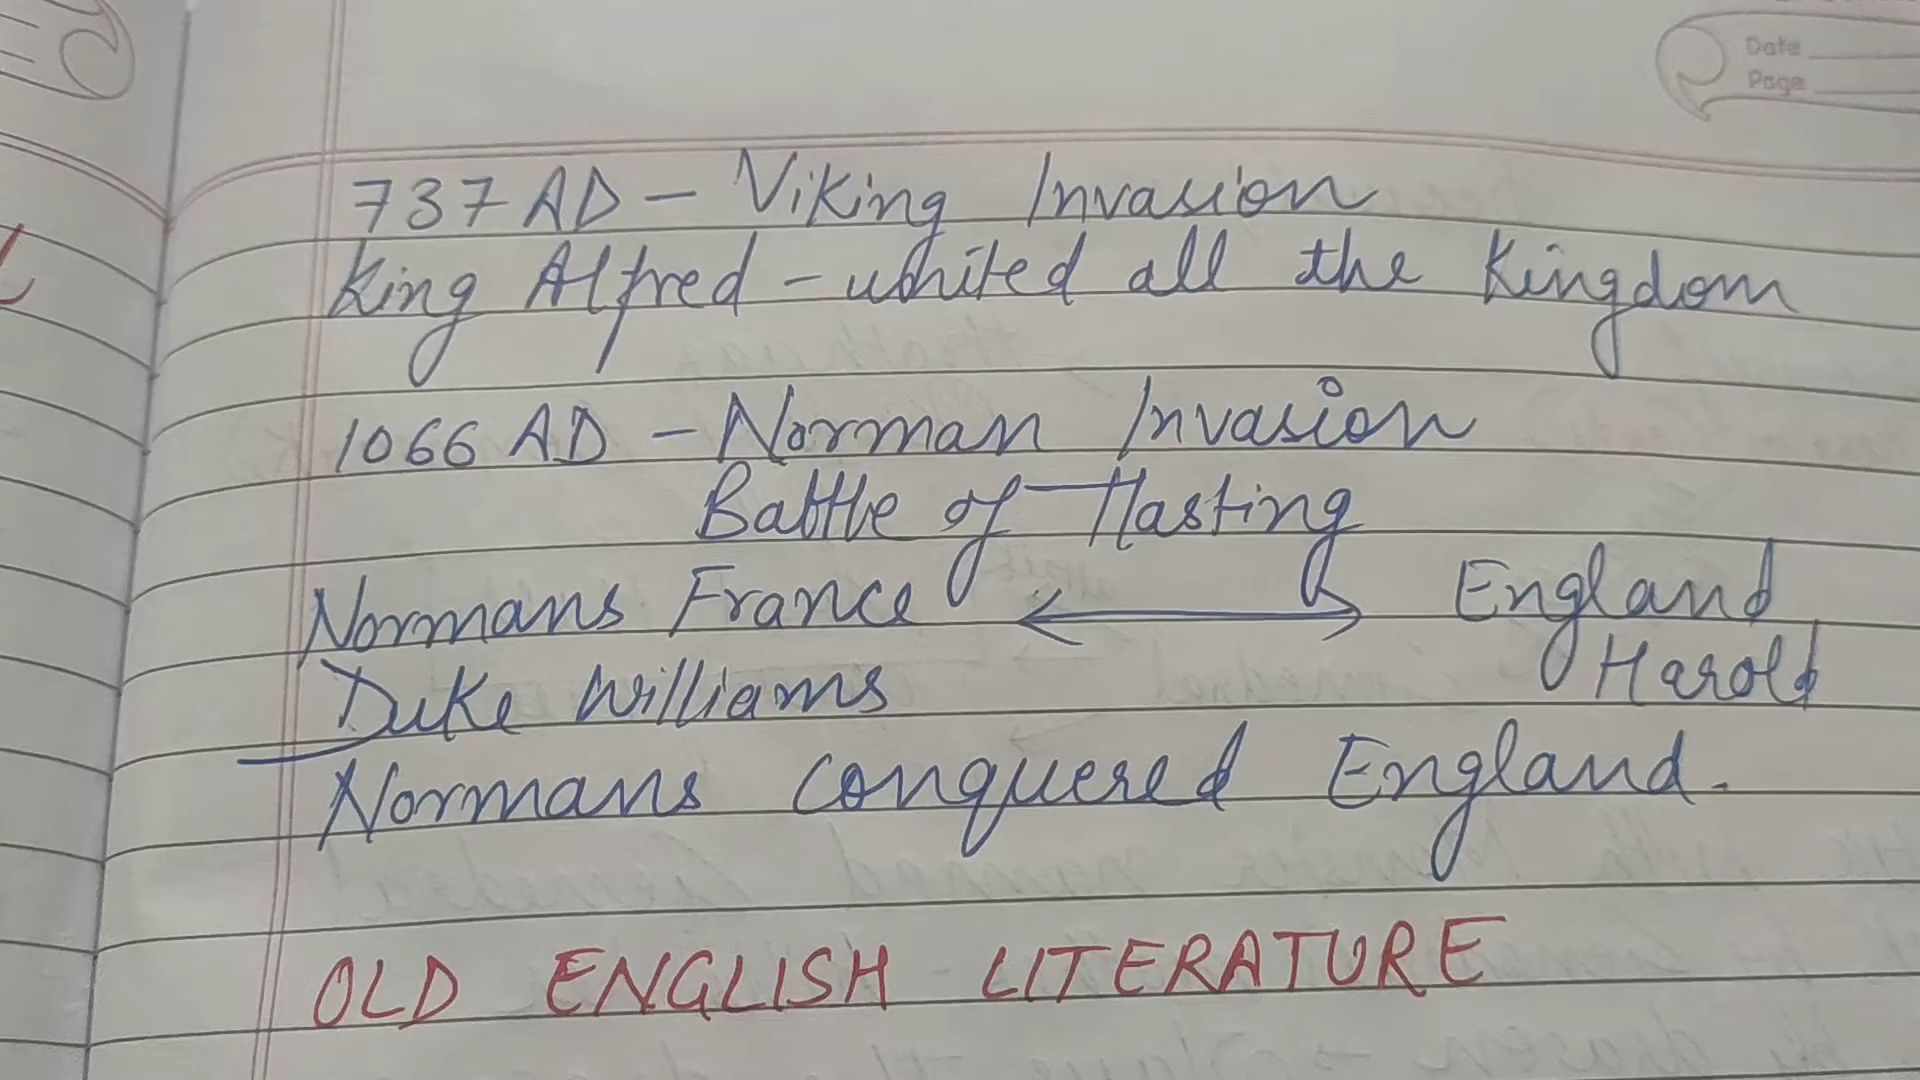 Date
Page
737 AD - Viking Invasion
King Alfred - united all the Kingdom
1066 AD - Norman Invasion
Battle of Hasting
Normans France ⟷ England
Duke Williams Harold
Normans conquered England.
OLD ENGLISH LITERATURE